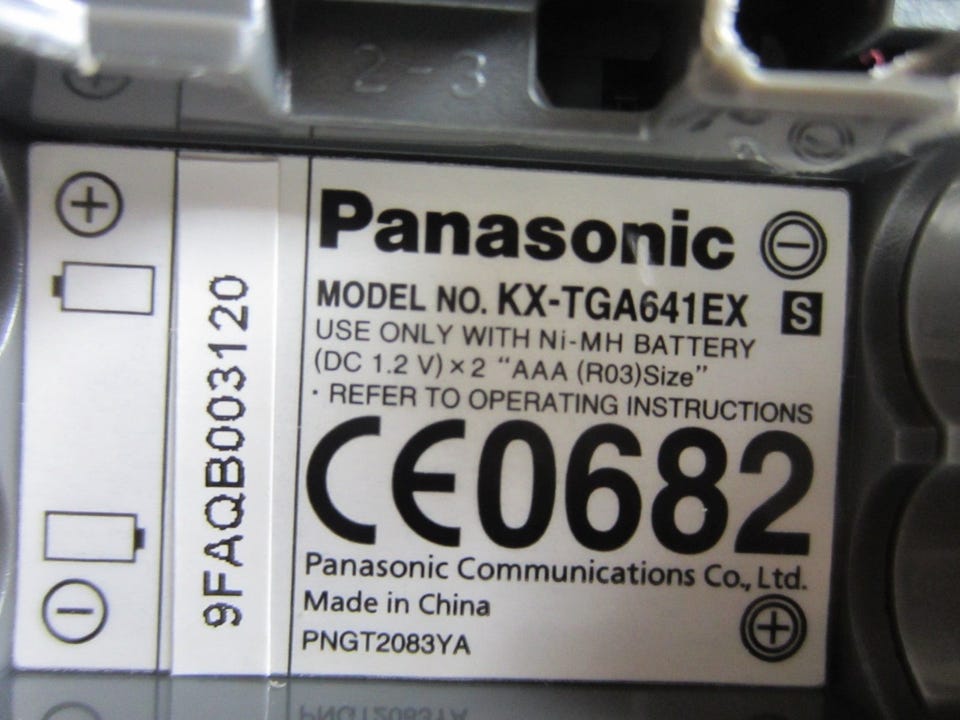 2-3
9FAQB003120
Panasonic
MODEL NO. KX-TGA641EX S
USE ONLY WITH Ni-MH BATTERY
(DC 1.2 V)×2 “AAA (R03)Size”
· REFER TO OPERATING INSTRUCTIONS
CE0682
Panasonic Communications Co., Ltd.
Made in China
PNGT2083YA